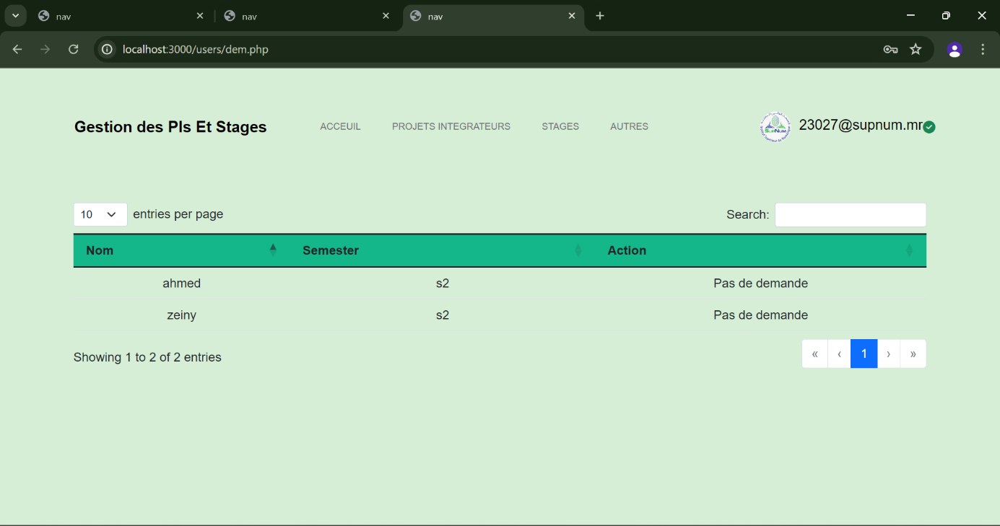 nav
nav
nav
localhost:3000/users/dem.php
Gestion des PIs Et Stages
ACCEUIL
PROJETS INTEGRATEURS
STAGES
AUTRES
SUPNUM
23027@supnum.mr
10
entries per page
Search:
Nom
Semester
Action
ahmed
s2
Pas de demande
zeiny
s2
Pas de demande
Showing 1 to 2 of 2 entries
«
‹
1
›
»